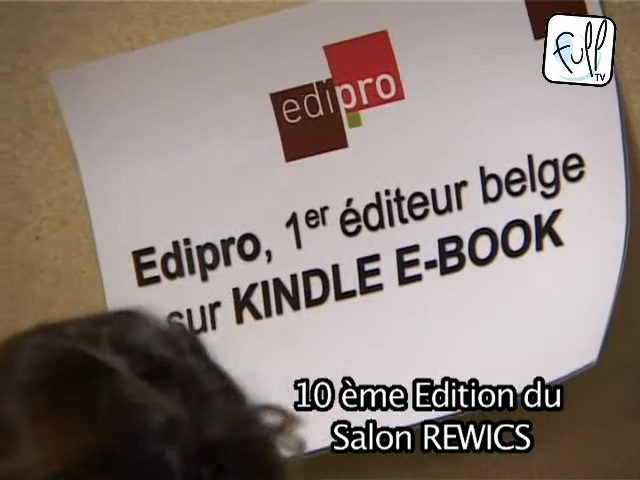 Full
TV
edipro
Edipro, 1er éditeur belge
sur KINDLE E-BOOK
10 ème Edition du
Salon REWICS